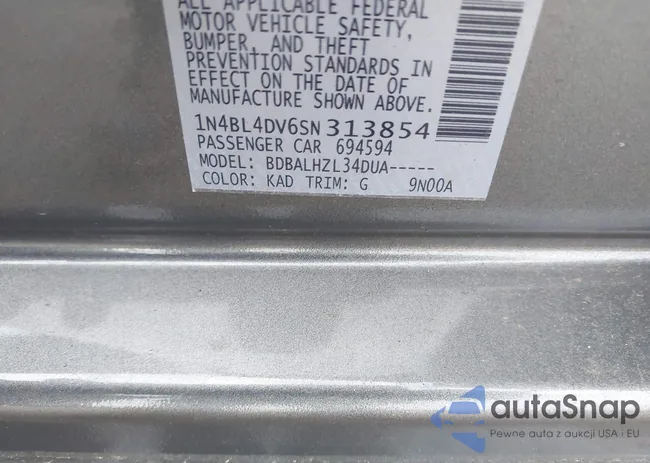 ALL APPLICABLE FEDERAL
MOTOR VEHICLE SAFETY,
BUMPER, AND THEFT
PREVENTION STANDARDS IN
EFFECT ON THE DATE OF
MANUFACTURE SHOWN ABOVE.
1N4BL4DV6SN313854
PASSENGER CAR 694594
MODEL: BDBALHZL34DUA-----
COLOR: KAD TRIM: G 9N00A
autaSnap
Pewne auta z aukcji USA i EU